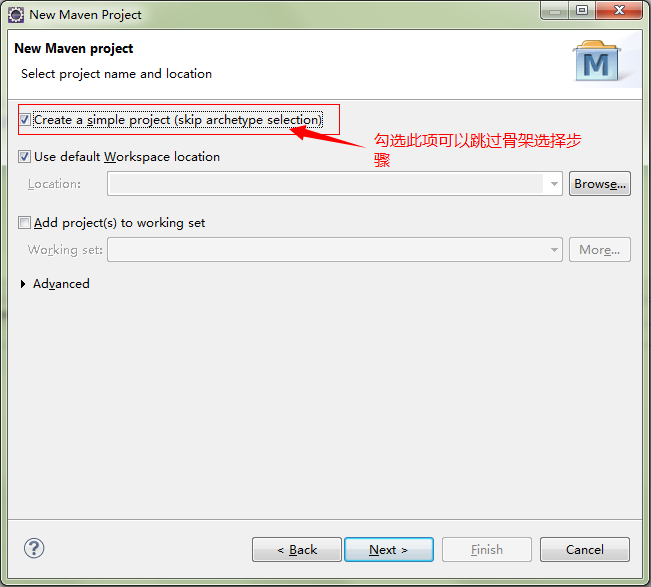 New Maven Project
New Maven project
Select project name and location
M
Create a simple project (skip archetype selection)
勾选此项可以跳过骨架选择步
骤
Use default Workspace location
Location:
Browse...
Add project(s) to working set
Working set:
More...
Advanced
?
< Back
Next >
Finish
Cancel